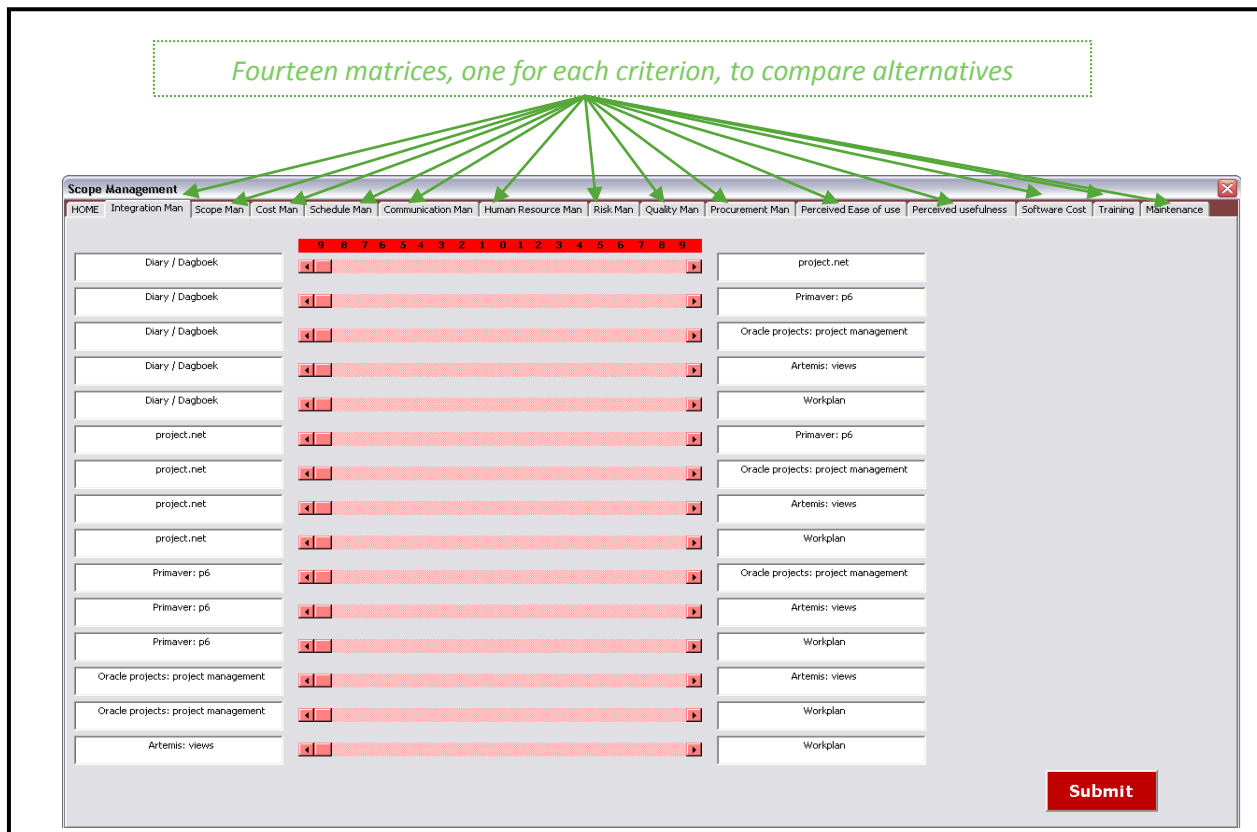 Fourteen matrices, one for each criterion, to compare alternatives
Scope Management
HOME Integration Man Scope Man Cost Man Schedule Man Communication Man Human Resource Man Risk Man Quality Man Procurement Man Perceived Ease of use Perceived usefulness Software Cost Training Maintenance
9 8 7 6 5 4 3 2 1 0 1 2 3 4 5 6 7 8 9
Diary / Dagboek project.net
Diary / Dagboek Primaver: p6
Diary / Dagboek Oracle projects: project management
Diary / Dagboek Artemis: views
Diary / Dagboek Workplan
project.net Primaver: p6
project.net Oracle projects: project management
project.net Artemis: views
project.net Workplan
Primaver: p6 Oracle projects: project management
Primaver: p6 Artemis: views
Primaver: p6 Workplan
Oracle projects: project management Artemis: views
Oracle projects: project management Workplan
Artemis: views Workplan
Submit